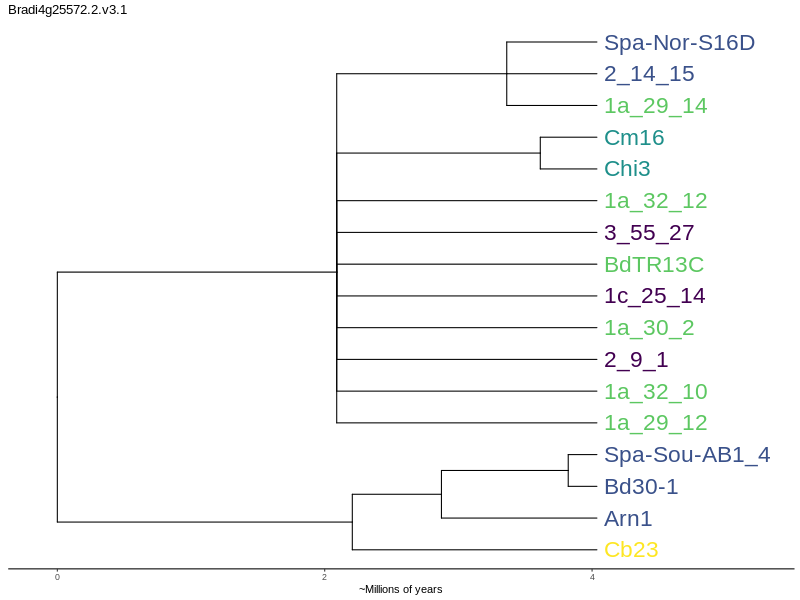 Bradi4g25572.2.v3.1
Spa-Nor-S16D
2_14_15
1a_29_14
Cm16
Chi3
1a_32_12
3_55_27
BdTR13C
1c_25_14
1a_30_2
2_9_1
1a_32_10
1a_29_12
Spa-Sou-AB1_4
Bd30-1
Arn1
Cb23
0 2 4
~Millions of years